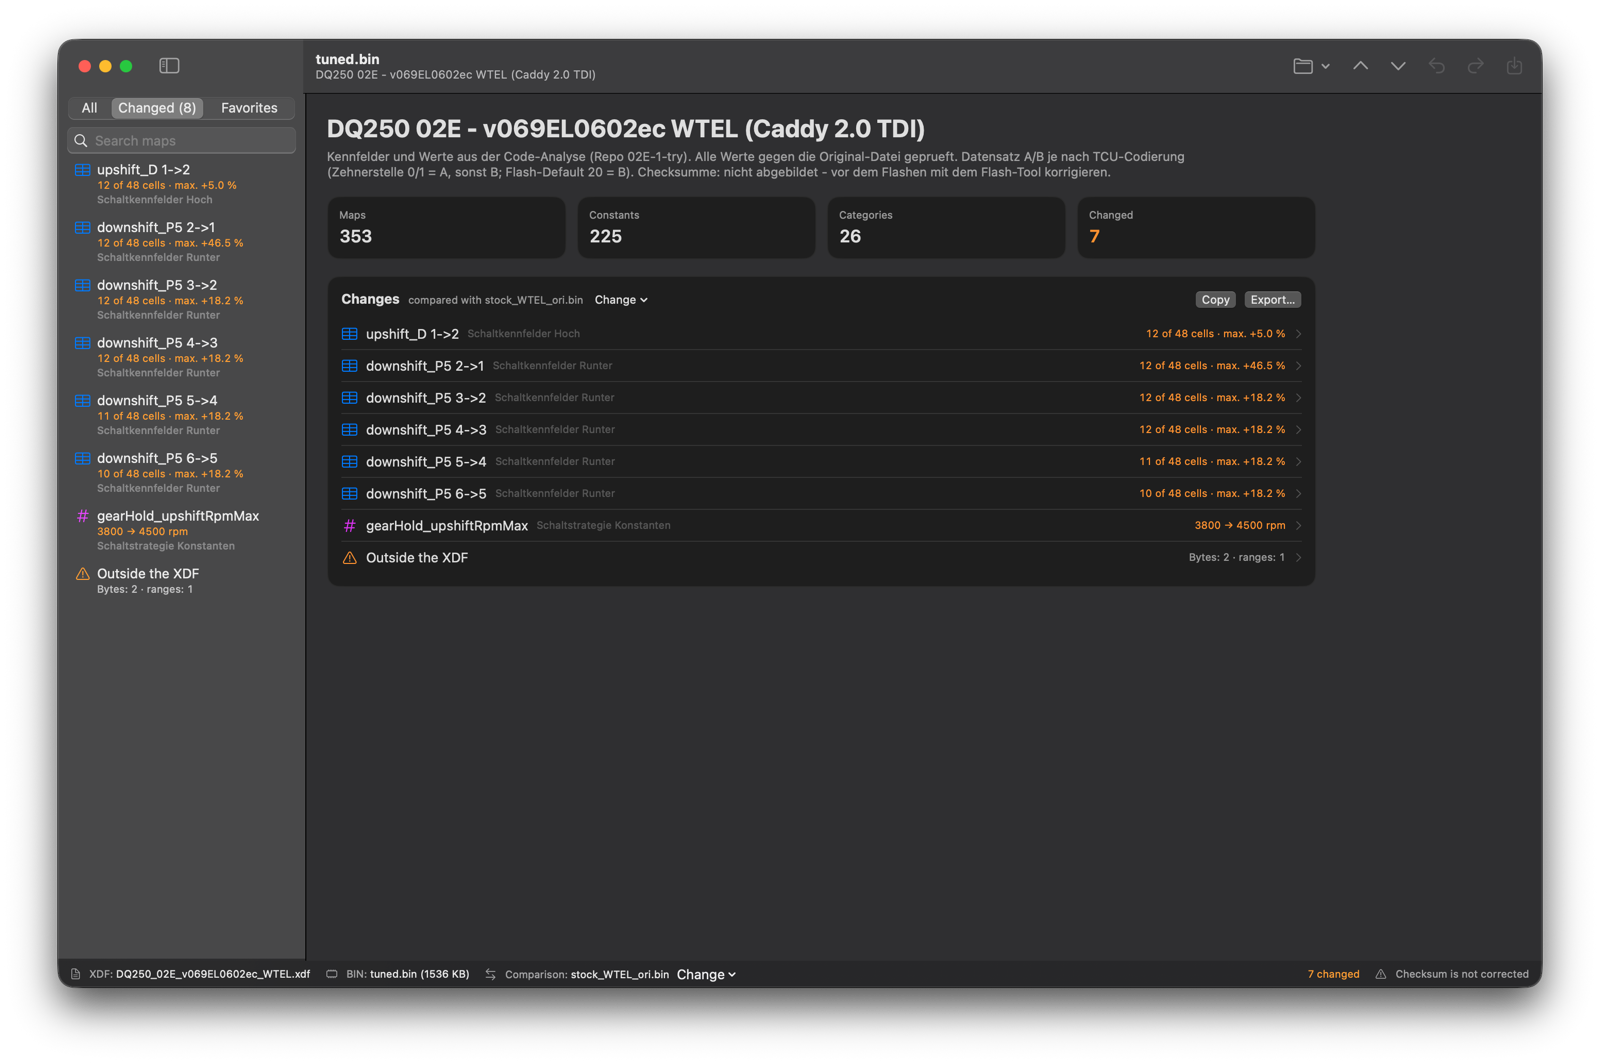 tuned.bin
DQ250 02E - v069EL0602ec WTEL (Caddy 2.0 TDI)
All
Changed (8)
Favorites
Search maps
upshift_D 1->2
12 of 48 cells · max. +5.0 %
Schaltkennfelder Hoch
downshift_P5 2->1
12 of 48 cells · max. +46.5 %
Schaltkennfelder Runter
downshift_P5 3->2
12 of 48 cells · max. +18.2 %
Schaltkennfelder Runter
downshift_P5 4->3
12 of 48 cells · max. +18.2 %
Schaltkennfelder Runter
downshift_P5 5->4
11 of 48 cells · max. +18.2 %
Schaltkennfelder Runter
downshift_P5 6->5
10 of 48 cells · max. +18.2 %
Schaltkennfelder Runter
# gearHold_upshiftRpmMax
3800 → 4500 rpm
Schaltstrategie Konstanten
Outside the XDF
Bytes: 2 · ranges: 1
DQ250 02E - v069EL0602ec WTEL (Caddy 2.0 TDI)
Kennfelder und Werte aus der Code-Analyse (Repo 02E-1-try). Alle Werte gegen die Original-Datei geprueft. Datensatz A/B je nach TCU-Codierung
(Zehnerstelle 0/1 = A, sonst B; Flash-Default 20 = B). Checksumme: nicht abgebildet - vor dem Flashen mit dem Flash-Tool korrigieren.
Maps
353
Constants
225
Categories
26
Changed
7
Changes compared with stock_WTEL_ori.bin Change
Copy
Export...
upshift_D 1->2 Schaltkennfelder Hoch 12 of 48 cells · max. +5.0 %
downshift_P5 2->1 Schaltkennfelder Runter 12 of 48 cells · max. +46.5 %
downshift_P5 3->2 Schaltkennfelder Runter 12 of 48 cells · max. +18.2 %
downshift_P5 4->3 Schaltkennfelder Runter 12 of 48 cells · max. +18.2 %
downshift_P5 5->4 Schaltkennfelder Runter 11 of 48 cells · max. +18.2 %
downshift_P5 6->5 Schaltkennfelder Runter 10 of 48 cells · max. +18.2 %
# gearHold_upshiftRpmMax Schaltstrategie Konstanten 3800 → 4500 rpm
Outside the XDF Bytes: 2 · ranges: 1
XDF: DQ250_02E_v069EL0602ec_WTEL.xdf BIN: tuned.bin (1536 KB) Comparison: stock_WTEL_ori.bin Change 7 changed Checksum is not corrected